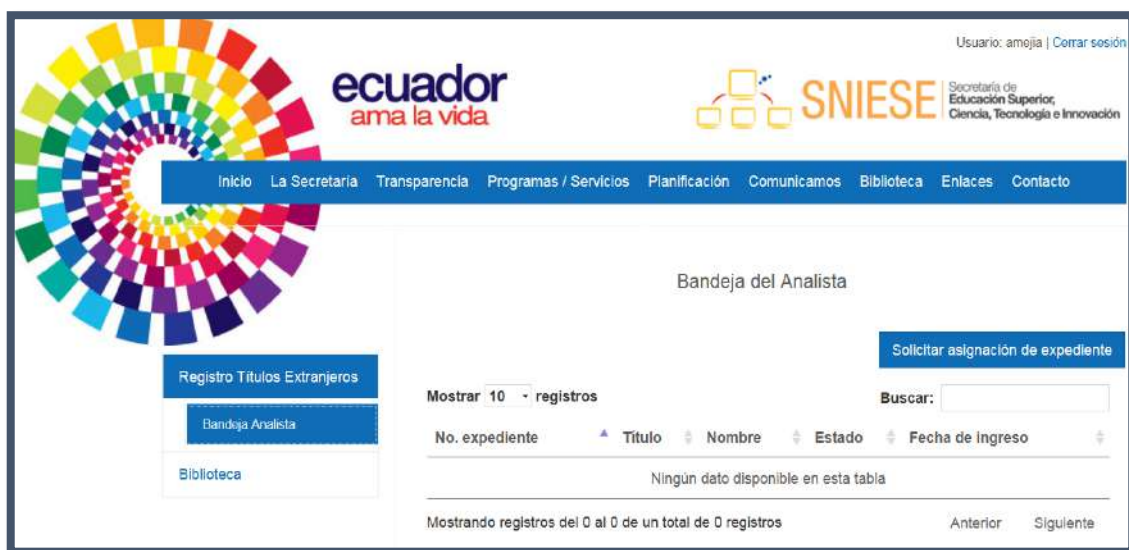 Usuario: amejia | Cerrar sesión
ecuador
ama la vida
SNIESE
Secretaría de
Educación Superior,
Ciencia, Tecnología e Innovación
Inicio La Secretaría Transparencia Programas / Servicios Planificación Comunicamos Biblioteca Enlaces Contacto
Bandeja del Analista
Solicitar asignación de expediente
Registro Títulos Extranjeros
Bandeja Analista
Biblioteca
Mostrar 10 registros
Buscar:
No. expediente Título Nombre Estado Fecha de ingreso
Ningún dato disponible en esta tabla
Mostrando registros del 0 al 0 de un total de 0 registros
Anterior Siguiente